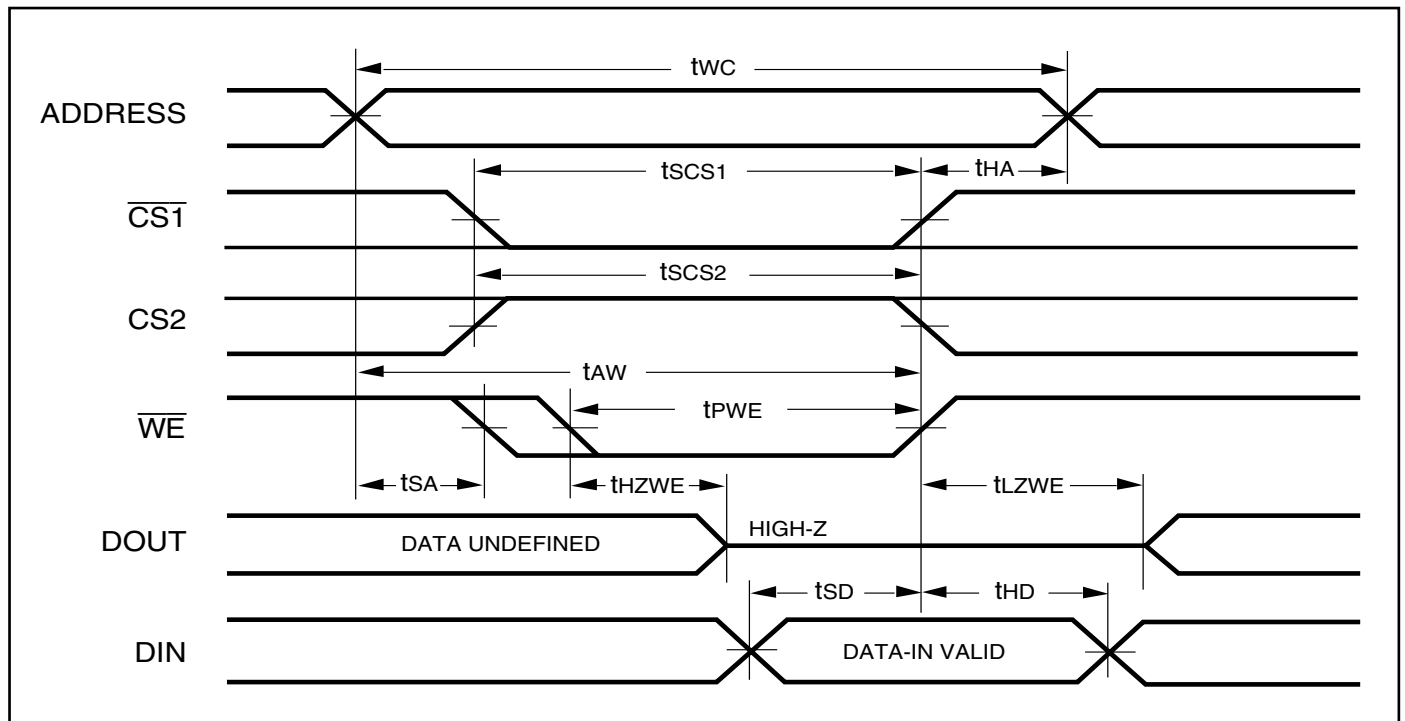 tWC
ADDRESS
tSCS1
tHA
CS1
tSCS2
CS2
tAW
tPWE
WE
tSA
tHZWE
tLZWE
DOUT
DATA UNDEFINED
HIGH-Z
tSD
tHD
DIN
DATA-IN VALID